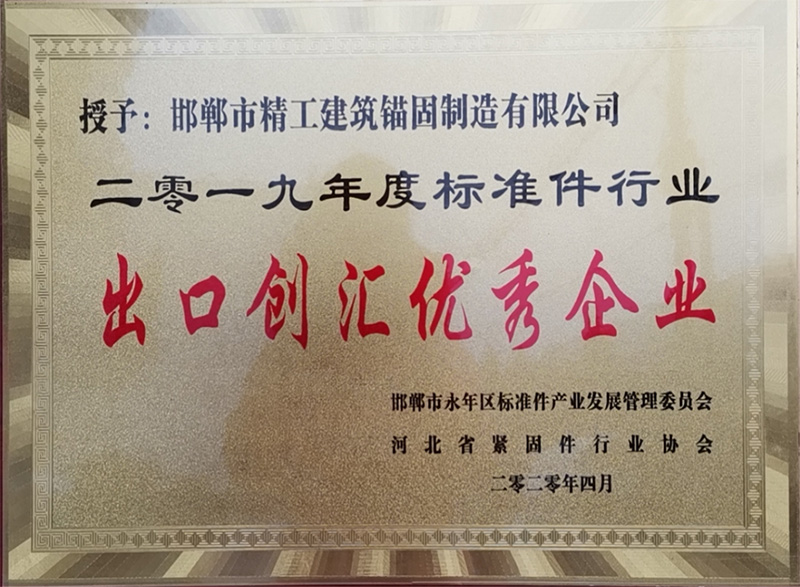 授予：邯郸市精工建筑锚固制造有限公司
二零一九年度标准件行业
出口创汇优秀企业
邯郸市永年区标准件产业发展管理委员会
河北省紧固件行业协会
二零二零年四月